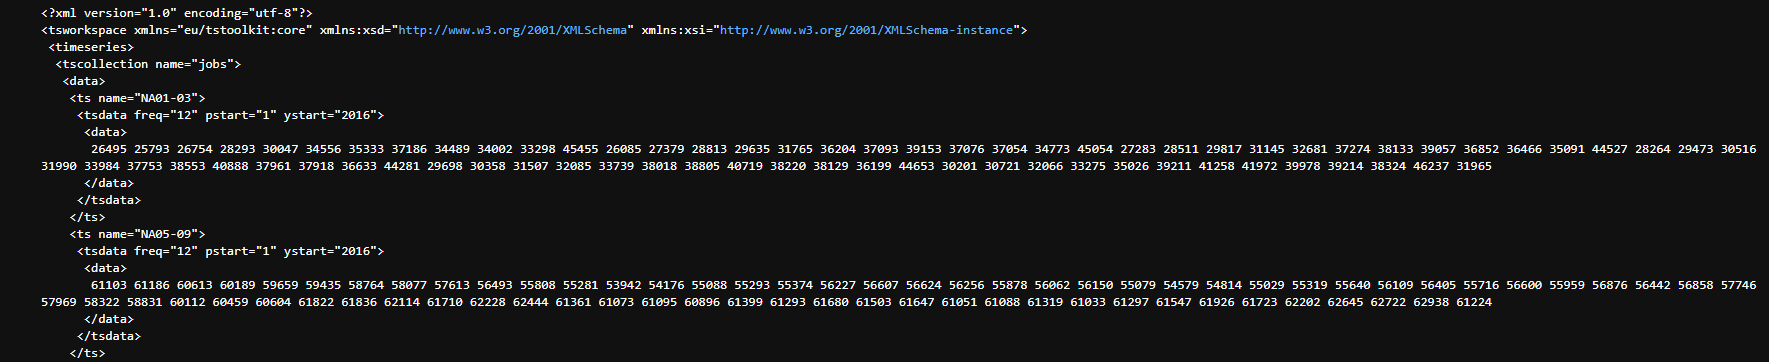 <?xml version="1.0" encoding="utf-8"?>
<tsworkspace xmlns="eu/tstoolkit:core" xmlns:xsd="http://www.w3.org/2001/XMLSchema" xmlns:xsi="http://www.w3.org/2001/XMLSchema-instance">
<timeseries>
<tscollection name="jobs">
<data>
<ts name="NA01-03">
<tsdata freq="12" pstart="1" ystart="2016">
<data>
26495 25793 26754 28293 30047 34556 35333 37186 34489 34002 33298 45455 26085 27379 28813 29635 31765 36204 37093 39153 37076 37054 34773 45054 27283 28511 29817 31145 32681 37274 38133 39057 36852 36466 35091 44527 28264 29473 30516
31990 33984 37753 38553 40888 37961 37918 36633 44281 29698 30358 31507 32085 33739 38018 38805 40719 38220 38129 36199 44653 30201 30721 32066 33275 35026 39211 41258 41972 39978 39214 38324 46237 31965
</data>
</tsdata>
</ts>
<ts name="NA05-09">
<tsdata freq="12" pstart="1" ystart="2016">
<data>
61103 61186 60613 60189 59659 59435 58764 58077 57613 56493 55808 55281 53942 54176 55088 55293 55374 56227 56607 56624 56256 55878 56062 56150 55079 54579 54814 55029 55319 55640 56109 56405 55716 56600 55959 56876 56442 56858 57746
57969 58322 58831 60112 60459 60604 61822 61836 62114 61710 62228 62444 61361 61073 61095 60896 61399 61293 61680 61503 61647 61051 61088 61319 61033 61297 61547 61926 61723 62202 62645 62722 62938 61224
</data>
</tsdata>
</ts>